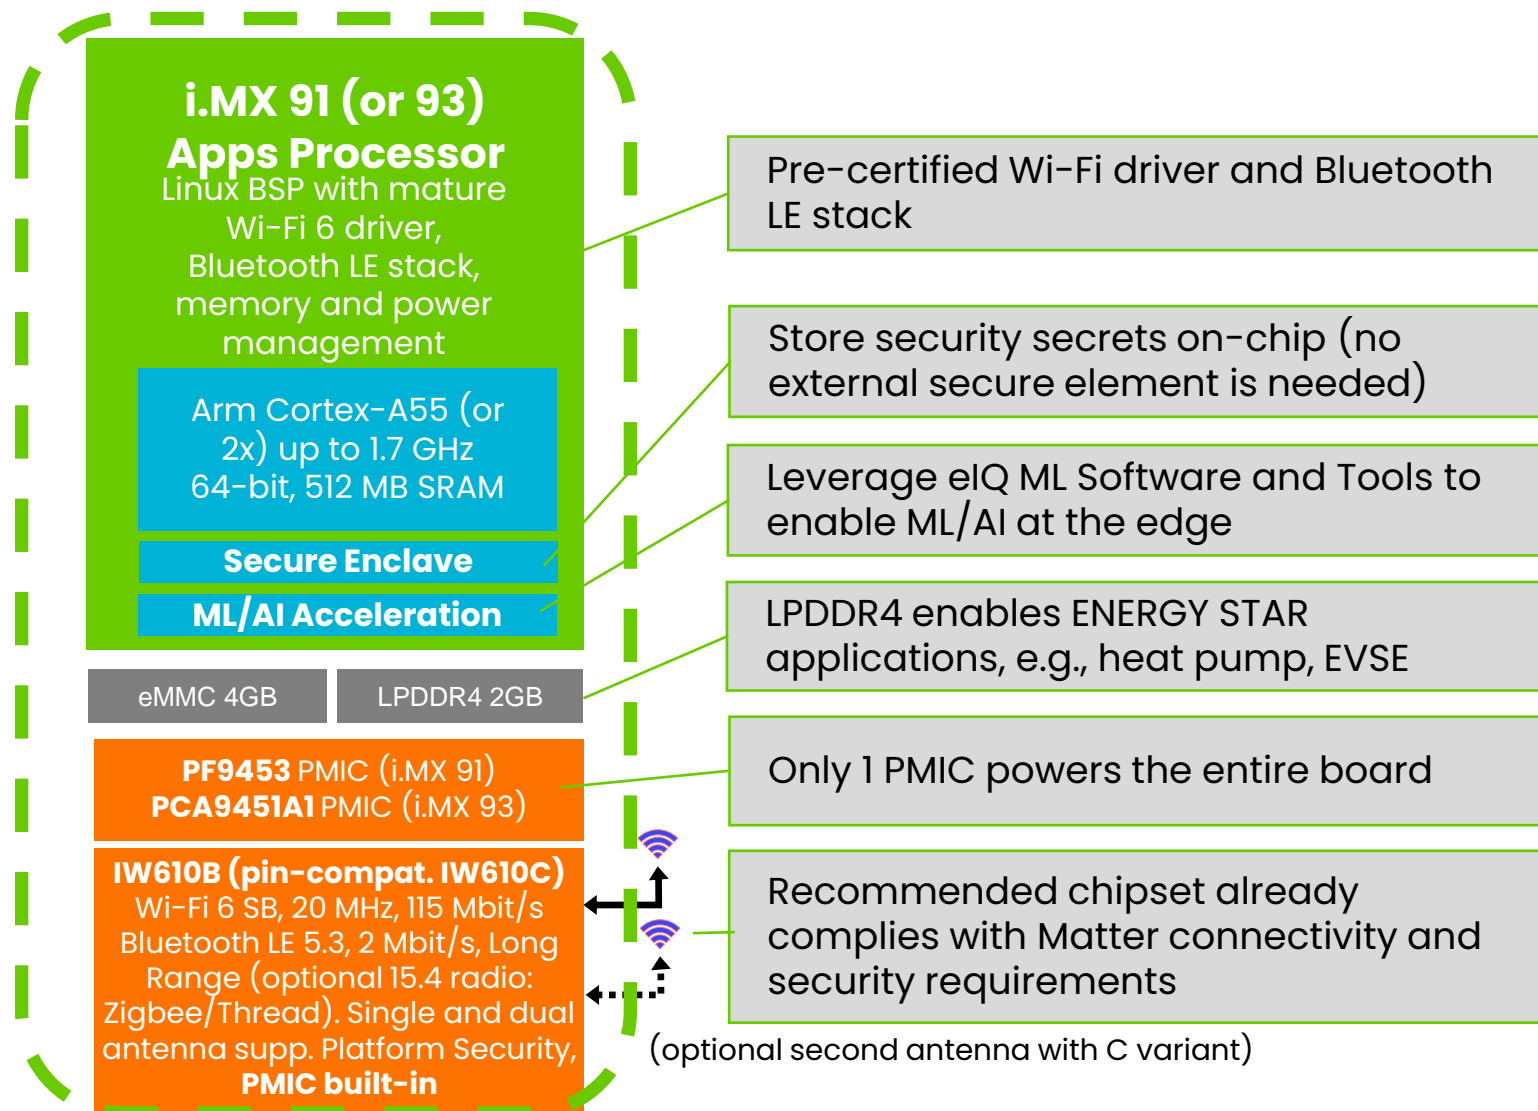 i.MX 91 (or 93)
Apps Processor
Linux BSP with mature
Wi-Fi 6 driver,
Bluetooth LE stack,
memory and power
management
Arm Cortex-A55 (or
2x) up to 1.7 GHz
64-bit, 512 MB SRAM
Secure Enclave
ML/AI Acceleration
eMMC 4GB
LPDDR4 2GB
PF9453 PMIC (i.MX 91)
PCA9451A1 PMIC (i.MX 93)
IW610B (pin-compat. IW610C)
Wi-Fi 6 SB, 20 MHz, 115 Mbit/s
Bluetooth LE 5.3, 2 Mbit/s, Long
Range (optional 15.4 radio:
Zigbee/Thread). Single and dual
antenna supp. Platform Security,
PMIC built-in
Pre-certified Wi-Fi driver and Bluetooth
LE stack
Store security secrets on-chip (no
external secure element is needed)
Leverage eIQ ML Software and Tools to
enable ML/AI at the edge
LPDDR4 enables ENERGY STAR
applications, e.g., heat pump, EVSE
Only 1 PMIC powers the entire board
Recommended chipset already
complies with Matter connectivity and
security requirements
(optional second antenna with C variant)